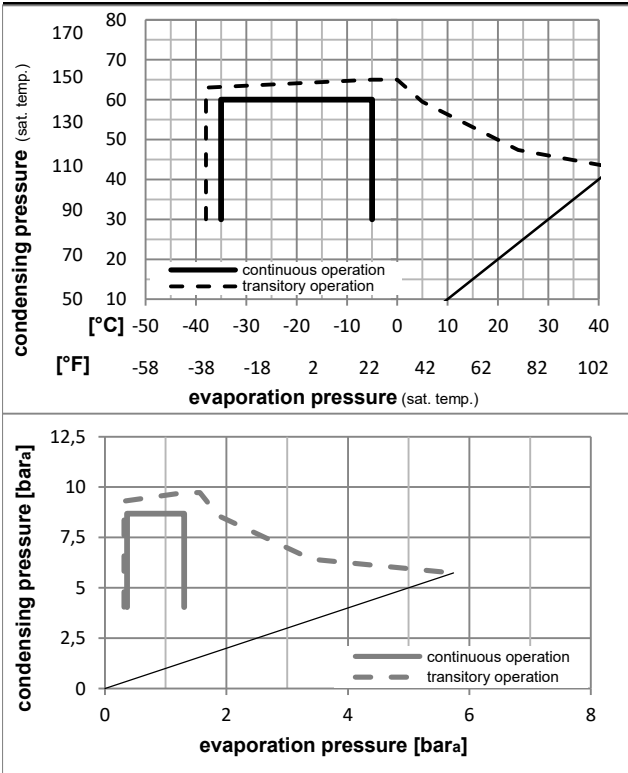 condensing pressure (sat. temp.)
170 80
150 70
60
130 50
110 40
90 30
70 20
50 10
continuous operation
transitory operation
[°C] -50 -40 -30 -20 -10 0 10 20 30 40
[°F] -58 -38 -18 2 22 42 62 82 102
evaporation pressure (sat. temp.)
condensing pressure [bara]
12,5
10
7,5
5
2,5
0
continuous operation
transitory operation
0 2 4 6 8
evaporation pressure [bara]